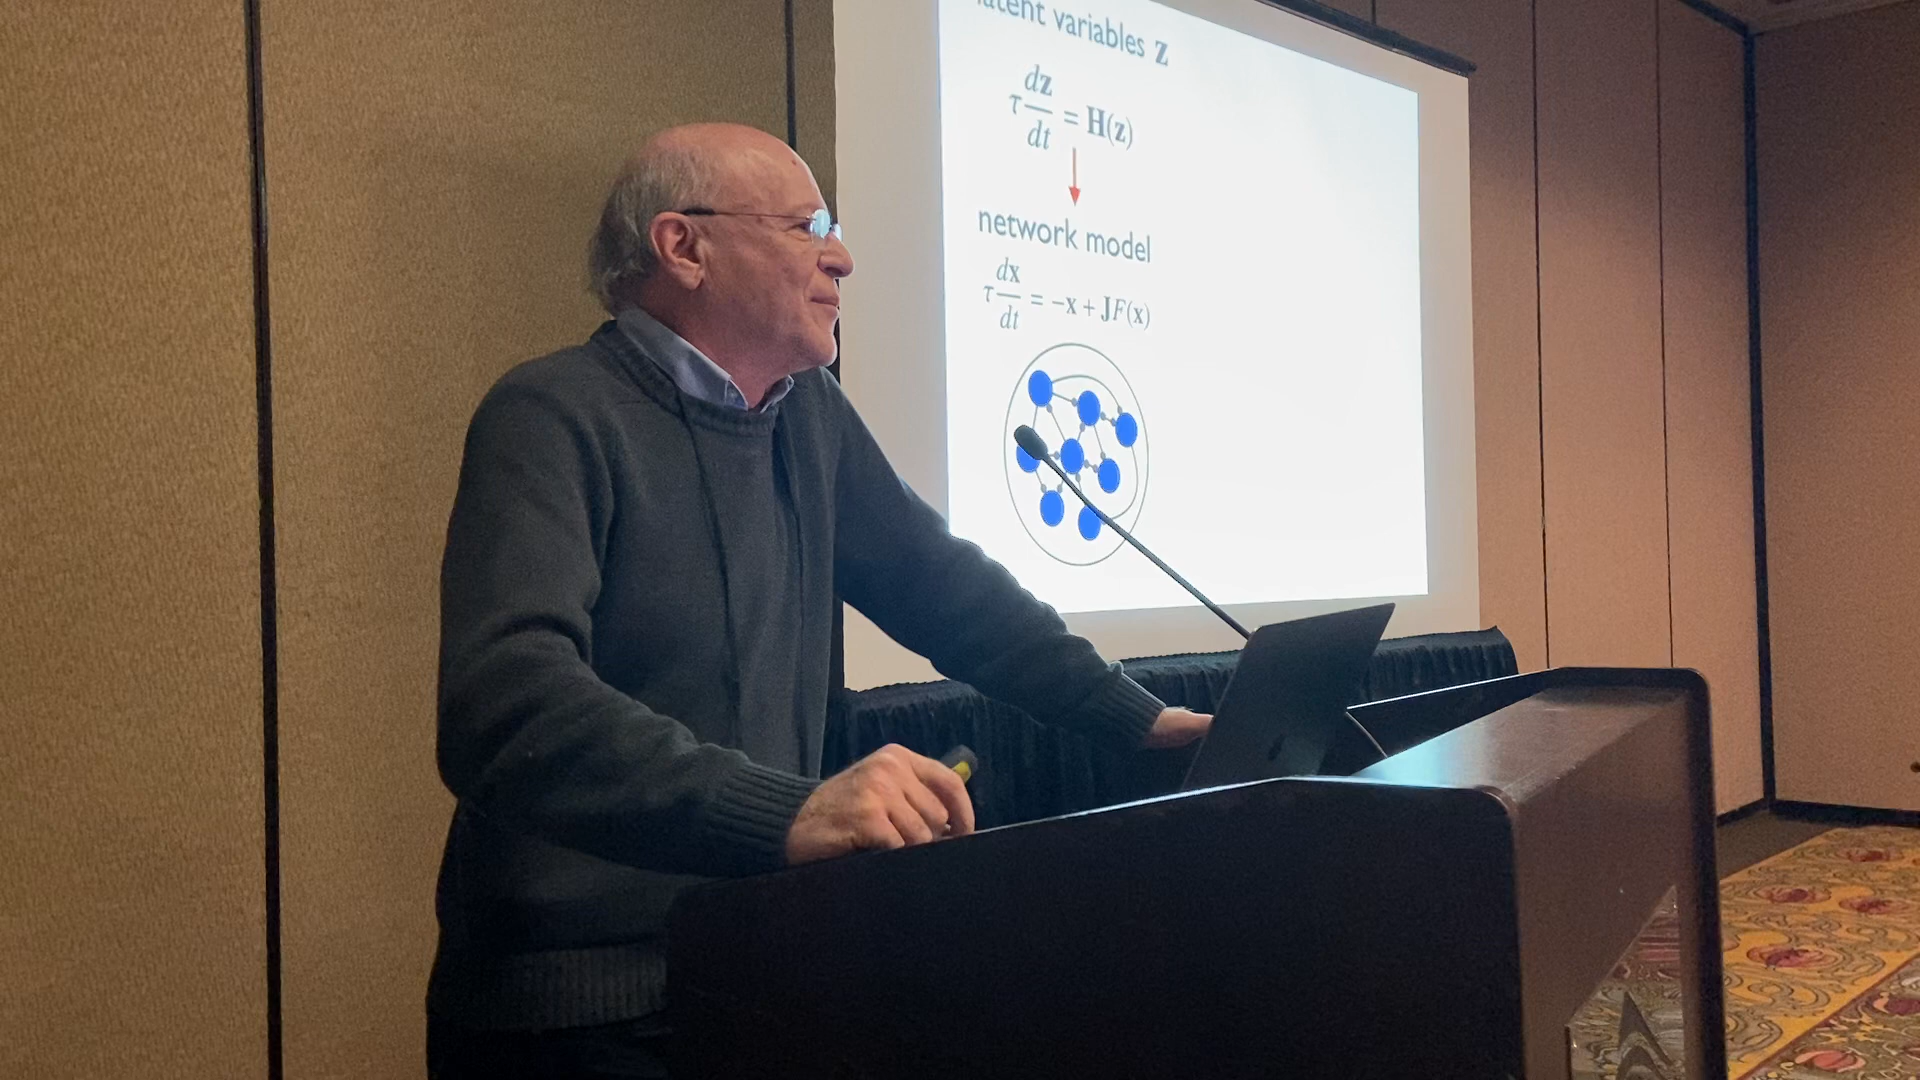 latent variables z
τ dz/dt = H(z)
network model
τ dx/dt = −x + JF(x)